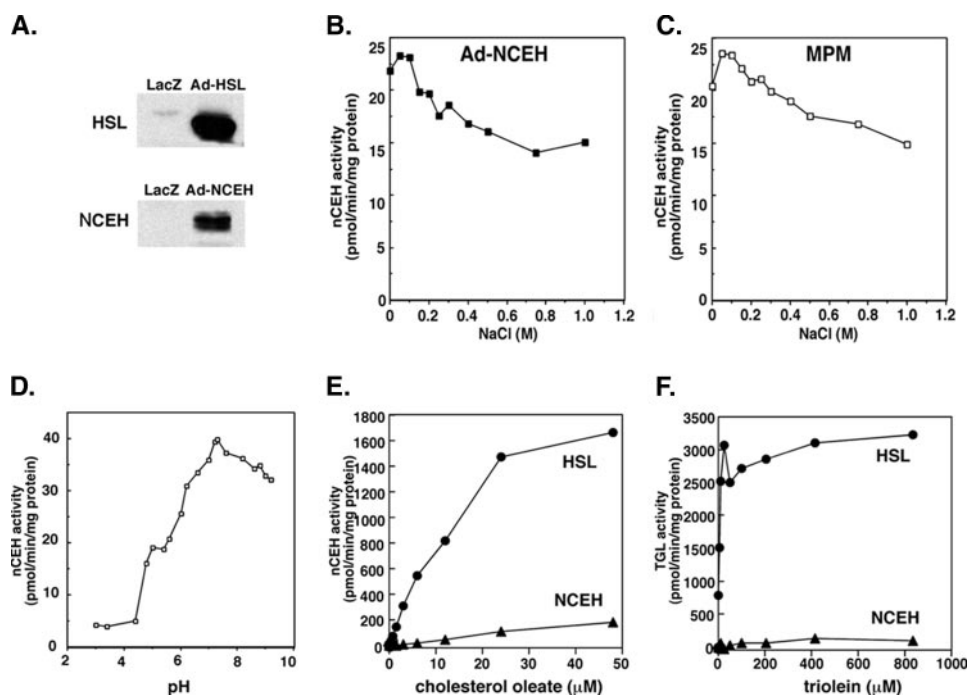 A.
LacZ Ad-HSL
HSL
LacZ Ad-NCEH
NCEH
B.
Ad-NCEH
nCEH activity
(pmol/min/mg protein)
25
20
15
10
5
0
0 0.2 0.4 0.6 0.8 1.0 1.2
NaCl (M)
C.
MPM
nCEH activity
(pmol/min/mg protein)
25
20
15
10
5
0
0 0.2 0.4 0.6 0.8 1.0 1.2
NaCl (M)
D.
nCEH activity
(pmol/min/mg protein)
40
30
20
10
0
2 4 6 8 10
pH
E.
nCEH activity
(pmol/min/mg protein)
1800
1600
1400
1200
1000
800
600
400
200
0
HSL
NCEH
0 10 20 30 40 50
cholesterol oleate (μM)
F.
TGL activity
(pmol/min/mg protein)
3500
3000
2500
2000
1500
1000
500
0
HSL
NCEH
0 200 400 600 800 1000
triolein (μM)